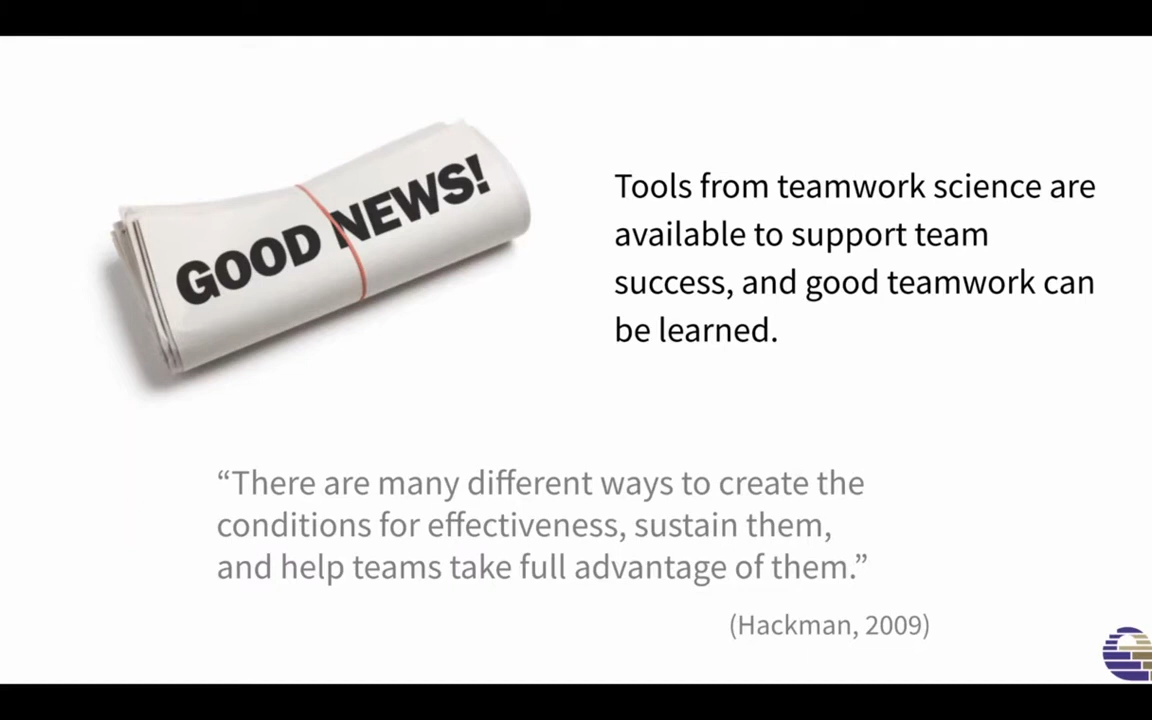 GOOD NEWS!
Tools from teamwork science are
available to support team
success, and good teamwork can
be learned.
“There are many different ways to create the
conditions for effectiveness, sustain them,
and help teams take full advantage of them.”
(Hackman, 2009)